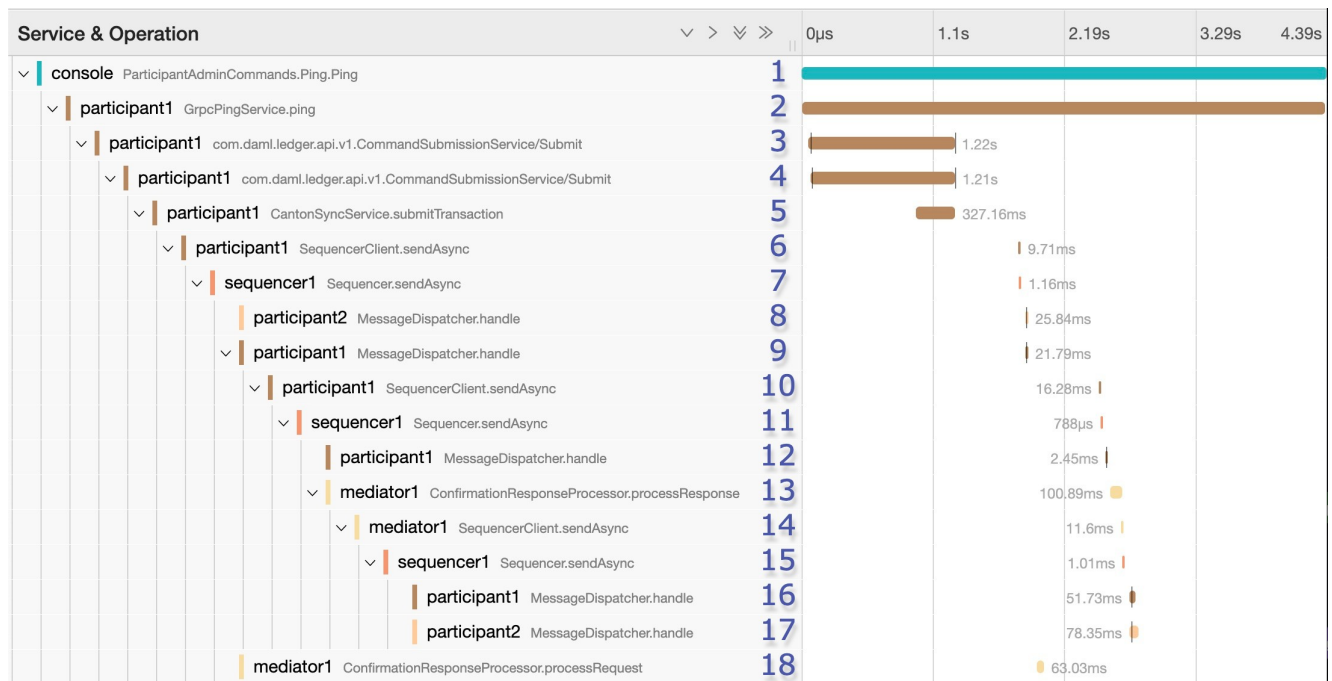 Service & Operation 0μs 1.1s 2.19s 3.29s 4.39s
console ParticipantAdminCommands.Ping.Ping 1
participant1 GrpcPingService.ping 2
participant1 com.daml.ledger.api.v1.CommandSubmissionService/Submit 3 1.22s
participant1 com.daml.ledger.api.v1.CommandSubmissionService/Submit 4 1.21s
participant1 CantonSyncService.submitTransaction 5 327.16ms
participant1 SequencerClient.sendAsync 6 9.71ms
sequencer1 Sequencer.sendAsync 7 1.16ms
participant2 MessageDispatcher.handle 8 25.84ms
participant1 MessageDispatcher.handle 9 21.79ms
participant1 SequencerClient.sendAsync 10 16.28ms
sequencer1 Sequencer.sendAsync 11 788μs
participant1 MessageDispatcher.handle 12 2.45ms
mediator1 ConfirmationResponseProcessor.processResponse 13 100.89ms
mediator1 SequencerClient.sendAsync 14 11.6ms
sequencer1 Sequencer.sendAsync 15 1.01ms
participant1 MessageDispatcher.handle 16 51.73ms
participant2 MessageDispatcher.handle 17 78.35ms
mediator1 ConfirmationResponseProcessor.processRequest 18 63.03ms